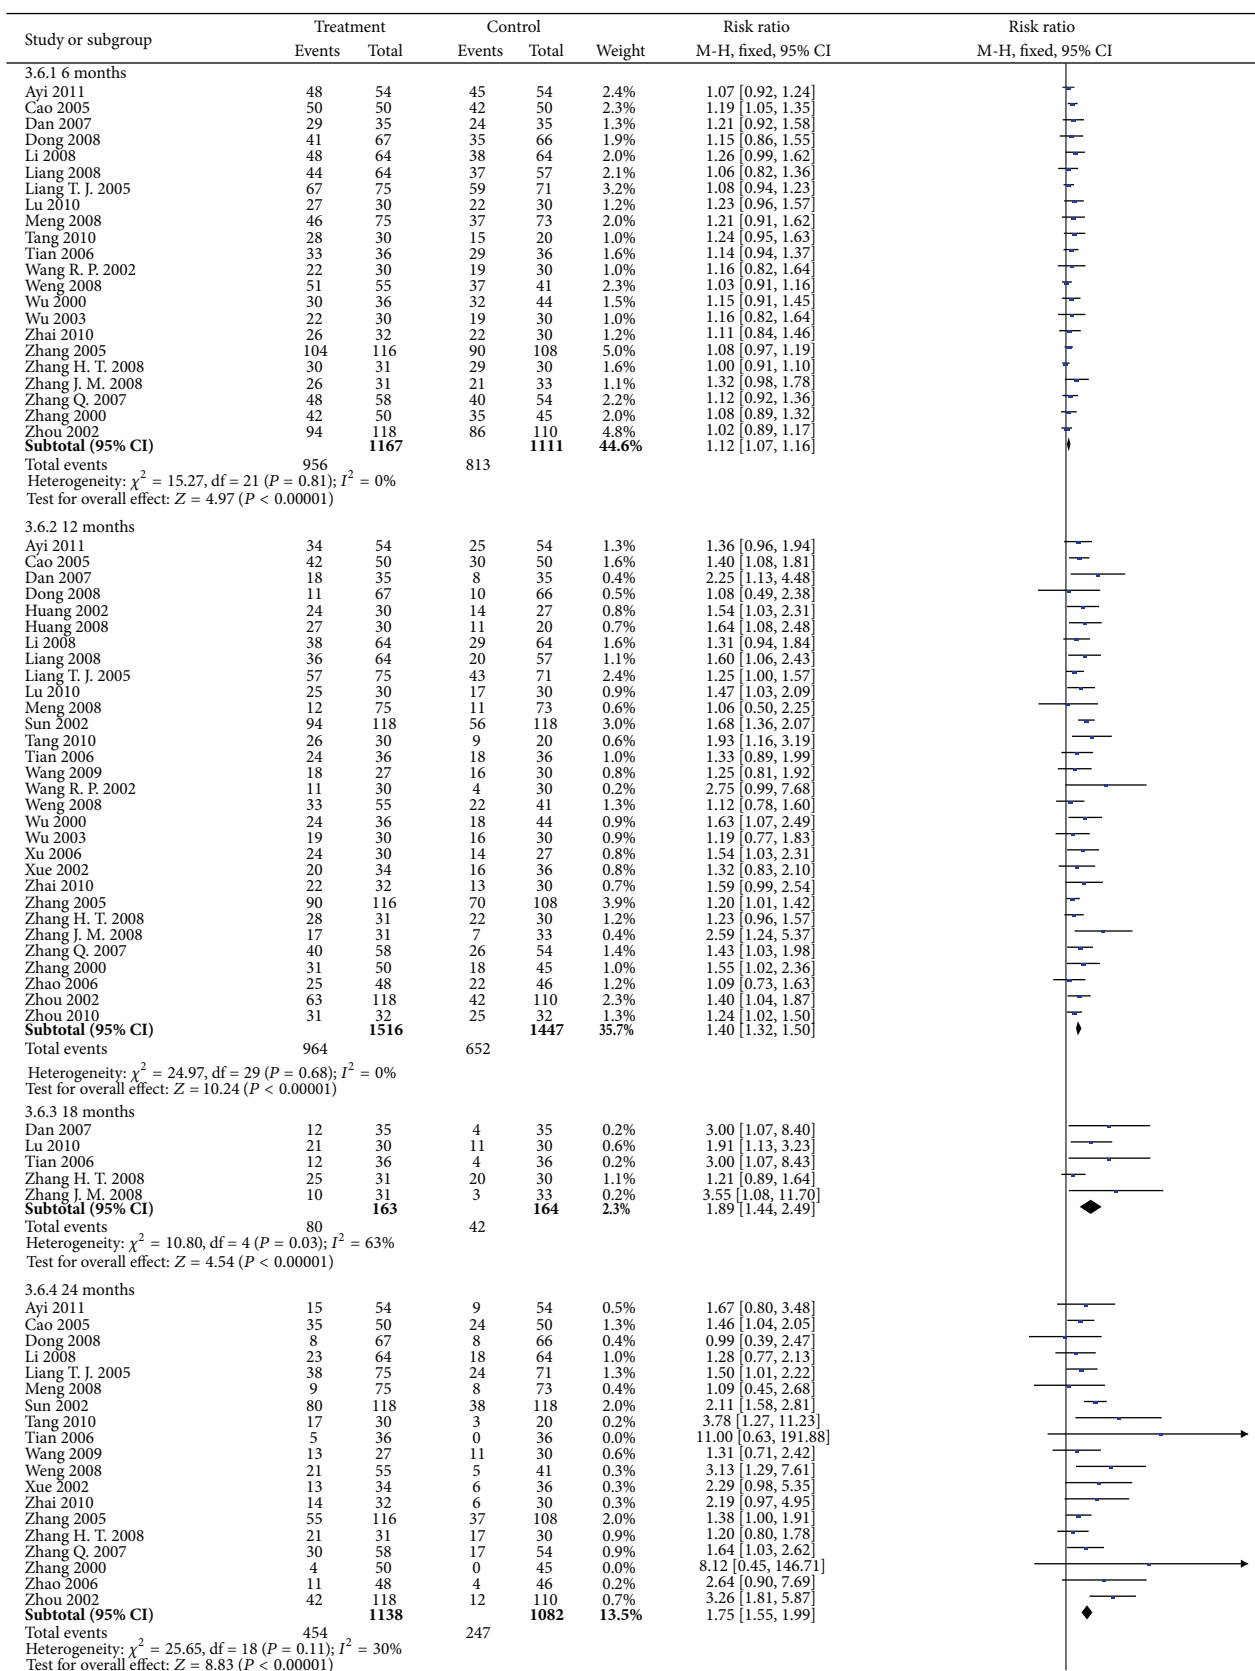 Study or subgroup Treatment Control Weight Risk ratio Risk ratio
Events Total Events Total M-H, fixed, 95% CI M-H, fixed, 95% CI
3.6.1 6 months
Ayi 2011 48 54 45 54 2.4% 1.07 [0.92, 1.24]
Cao 2005 50 50 42 50 2.3% 1.19 [1.05, 1.35]
Dan 2007 29 35 24 35 1.3% 1.21 [0.92, 1.58]
Dong 2008 41 67 35 66 1.9% 1.15 [0.86, 1.55]
Li 2008 48 64 38 64 2.0% 1.26 [0.99, 1.62]
Liang 2008 44 64 37 57 2.1% 1.06 [0.82, 1.36]
Liang T. J. 2005 67 75 59 71 3.2% 1.08 [0.94, 1.23]
Lu 2010 27 30 22 30 1.2% 1.23 [0.96, 1.57]
Meng 2008 46 75 37 73 2.0% 1.21 [0.91, 1.62]
Tang 2010 28 30 15 20 1.0% 1.24 [0.95, 1.63]
Tian 2006 33 36 29 36 1.6% 1.14 [0.94, 1.37]
Wang R. P. 2002 22 30 19 30 1.0% 1.16 [0.82, 1.64]
Weng 2008 51 55 37 41 2.3% 1.03 [0.91, 1.16]
Wu 2000 30 36 32 44 1.5% 1.15 [0.91, 1.45]
Wu 2003 22 30 19 30 1.0% 1.16 [0.82, 1.64]
Zhai 2010 26 32 22 30 1.2% 1.11 [0.84, 1.46]
Zhang 2005 104 116 90 108 5.0% 1.08 [0.97, 1.19]
Zhang H. T. 2008 30 31 29 30 1.6% 1.00 [0.91, 1.10]
Zhang J. M. 2008 26 31 21 33 1.1% 1.32 [0.98, 1.78]
Zhang Q. 2007 48 58 40 54 2.2% 1.12 [0.92, 1.36]
Zhang 2000 42 50 35 45 2.0% 1.08 [0.89, 1.32]
Zhou 2002 94 118 86 110 4.8% 1.02 [0.89, 1.17]
Subtotal (95% CI) 1167 1111 44.6% 1.12 [1.07, 1.16]
Total events 956 813
Heterogeneity: χ² = 15.27, df = 21 (P = 0.81); I² = 0%
Test for overall effect: Z = 4.97 (P < 0.00001)
3.6.2 12 months
Ayi 2011 34 54 25 54 1.3% 1.36 [0.96, 1.94]
Cao 2005 42 50 30 50 1.6% 1.40 [1.08, 1.81]
Dan 2007 18 35 8 35 0.4% 2.25 [1.13, 4.48]
Dong 2008 11 67 10 66 0.5% 1.08 [0.49, 2.38]
Huang 2002 24 30 14 27 0.8% 1.54 [1.03, 2.31]
Huang 2008 27 30 11 20 0.7% 1.64 [1.08, 2.48]
Li 2008 38 64 29 64 1.6% 1.31 [0.94, 1.84]
Liang 2008 36 64 20 57 1.1% 1.60 [1.06, 2.43]
Liang T. J. 2005 57 75 43 71 2.4% 1.25 [1.00, 1.57]
Lu 2010 25 30 17 30 0.9% 1.47 [1.03, 2.09]
Meng 2008 12 75 11 73 0.6% 1.06 [0.50, 2.25]
Sun 2002 94 118 56 118 3.0% 1.68 [1.36, 2.07]
Tang 2010 26 30 9 20 0.6% 1.93 [1.16, 3.19]
Tian 2006 24 36 18 36 1.0% 1.33 [0.89, 1.99]
Wang 2009 18 27 16 30 0.8% 1.25 [0.81, 1.92]
Wang R. P. 2002 11 30 4 30 0.2% 2.75 [0.99, 7.68]
Weng 2008 33 55 22 41 1.3% 1.12 [0.78, 1.60]
Wu 2000 24 36 18 44 0.9% 1.63 [1.07, 2.49]
Wu 2003 19 30 16 30 0.9% 1.19 [0.77, 1.83]
Xu 2006 24 30 14 27 0.8% 1.54 [1.03, 2.31]
Xue 2002 20 34 16 36 0.8% 1.32 [0.83, 2.10]
Zhai 2010 22 32 13 30 0.7% 1.59 [0.99, 2.54]
Zhang 2005 90 116 70 108 3.9% 1.20 [1.01, 1.42]
Zhang H. T. 2008 28 31 22 30 1.2% 1.23 [0.96, 1.57]
Zhang J. M. 2008 17 31 7 33 0.4% 2.59 [1.24, 5.37]
Zhang Q. 2007 40 58 26 54 1.4% 1.43 [1.03, 1.98]
Zhang 2000 31 50 18 45 1.0% 1.55 [1.02, 2.36]
Zhao 2006 25 48 22 46 1.2% 1.09 [0.73, 1.63]
Zhou 2002 63 118 42 110 2.3% 1.40 [1.04, 1.87]
Zhou 2010 31 32 25 32 1.3% 1.24 [1.02, 1.50]
Subtotal (95% CI) 1516 1447 35.7% 1.40 [1.32, 1.50]
Total events 964 652
Heterogeneity: χ² = 24.97, df = 29 (P = 0.68); I² = 0%
Test for overall effect: Z = 10.24 (P < 0.00001)
3.6.3 18 months
Dan 2007 12 35 4 35 0.2% 3.00 [1.07, 8.40]
Lu 2010 21 30 11 30 0.6% 1.91 [1.13, 3.23]
Tian 2006 12 36 4 36 0.2% 3.00 [1.07, 8.43]
Zhang H. T. 2008 25 31 20 30 1.1% 1.21 [0.89, 1.64]
Zhang J. M. 2008 10 31 3 33 0.2% 3.55 [1.08, 11.70]
Subtotal (95% CI) 163 164 2.3% 1.89 [1.44, 2.49]
Total events 80 42
Heterogeneity: χ² = 10.80, df = 4 (P = 0.03); I² = 63%
Test for overall effect: Z = 4.54 (P < 0.00001)
3.6.4 24 months
Ayi 2011 15 54 9 54 0.5% 1.67 [0.80, 3.48]
Cao 2005 35 50 24 50 1.3% 1.46 [1.04, 2.05]
Dong 2008 8 67 8 66 0.4% 0.99 [0.39, 2.47]
Li 2008 23 64 18 64 1.0% 1.28 [0.77, 2.13]
Liang T. J. 2005 38 75 24 71 1.3% 1.50 [1.01, 2.22]
Meng 2008 9 75 8 73 0.4% 1.09 [0.45, 2.68]
Sun 2002 80 118 38 118 2.0% 2.11 [1.58, 2.81]
Tang 2010 17 30 3 20 0.2% 3.78 [1.27, 11.23]
Tian 2006 5 36 0 36 0.0% 11.00 [0.63, 191.88]
Wang 2009 13 27 11 30 0.6% 1.31 [0.71, 2.42]
Weng 2008 21 55 5 41 0.3% 3.13 [1.29, 7.61]
Xue 2002 13 34 6 36 0.3% 2.29 [0.98, 5.35]
Zhai 2010 14 32 6 30 0.3% 2.19 [0.97, 4.95]
Zhang 2005 55 116 37 108 2.0% 1.38 [1.00, 1.91]
Zhang H. T. 2008 21 31 17 30 0.9% 1.20 [0.80, 1.78]
Zhang Q. 2007 30 58 17 54 0.9% 1.64 [1.03, 2.62]
Zhang 2000 4 50 0 45 0.0% 8.12 [0.45, 146.71]
Zhao 2006 11 48 4 46 0.2% 2.64 [0.90, 7.69]
Zhou 2002 42 118 12 110 0.7% 3.26 [1.81, 5.87]
Subtotal (95% CI) 1138 1082 13.5% 1.75 [1.55, 1.99]
Total events 454 247
Heterogeneity: χ² = 25.65, df = 18 (P = 0.11); I² = 30%
Test for overall effect: Z = 8.83 (P < 0.00001)